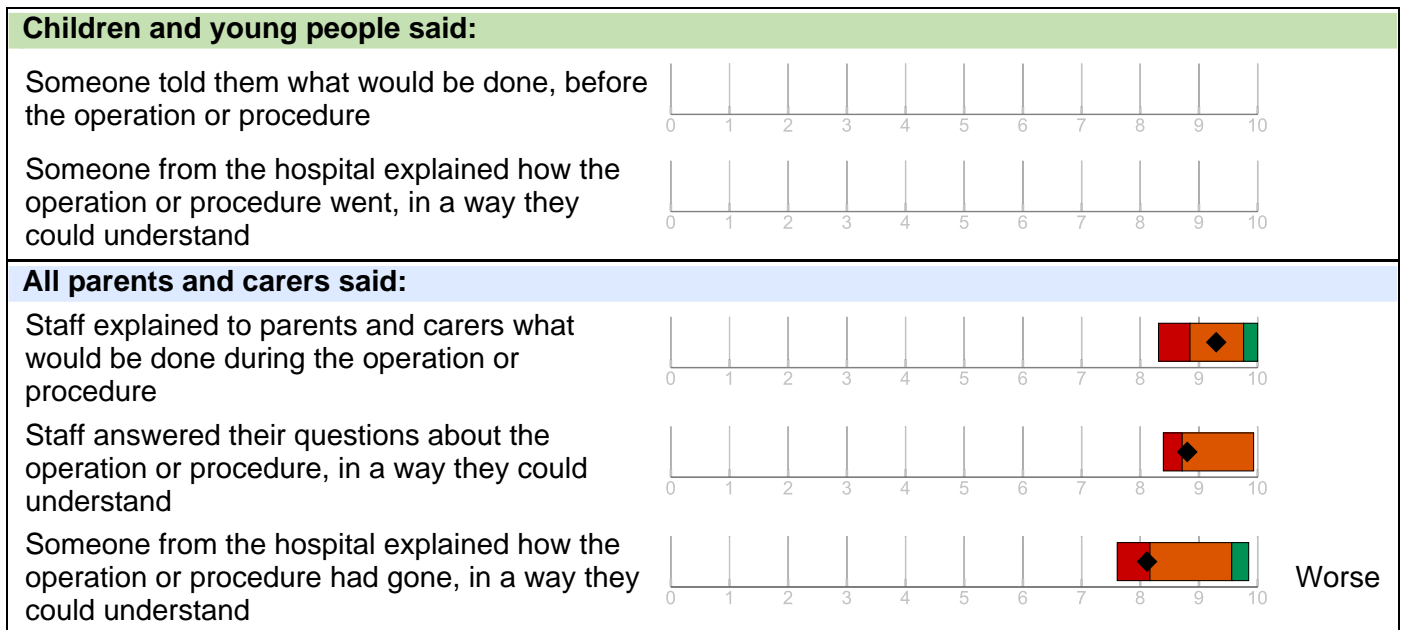 Children and young people said:
Someone told them what would be done, before
the operation or procedure
0 1 2 3 4 5 6 7 8 9 10
Someone from the hospital explained how the
operation or procedure went, in a way they
could understand
0 1 2 3 4 5 6 7 8 9 10
All parents and carers said:
Staff explained to parents and carers what
would be done during the operation or
procedure
0 1 2 3 4 5 6 7 8 9 10
Staff answered their questions about the
operation or procedure, in a way they could
understand
0 1 2 3 4 5 6 7 8 9 10
Someone from the hospital explained how the
operation or procedure had gone, in a way they
could understand
0 1 2 3 4 5 6 7 8 9 10
Worse